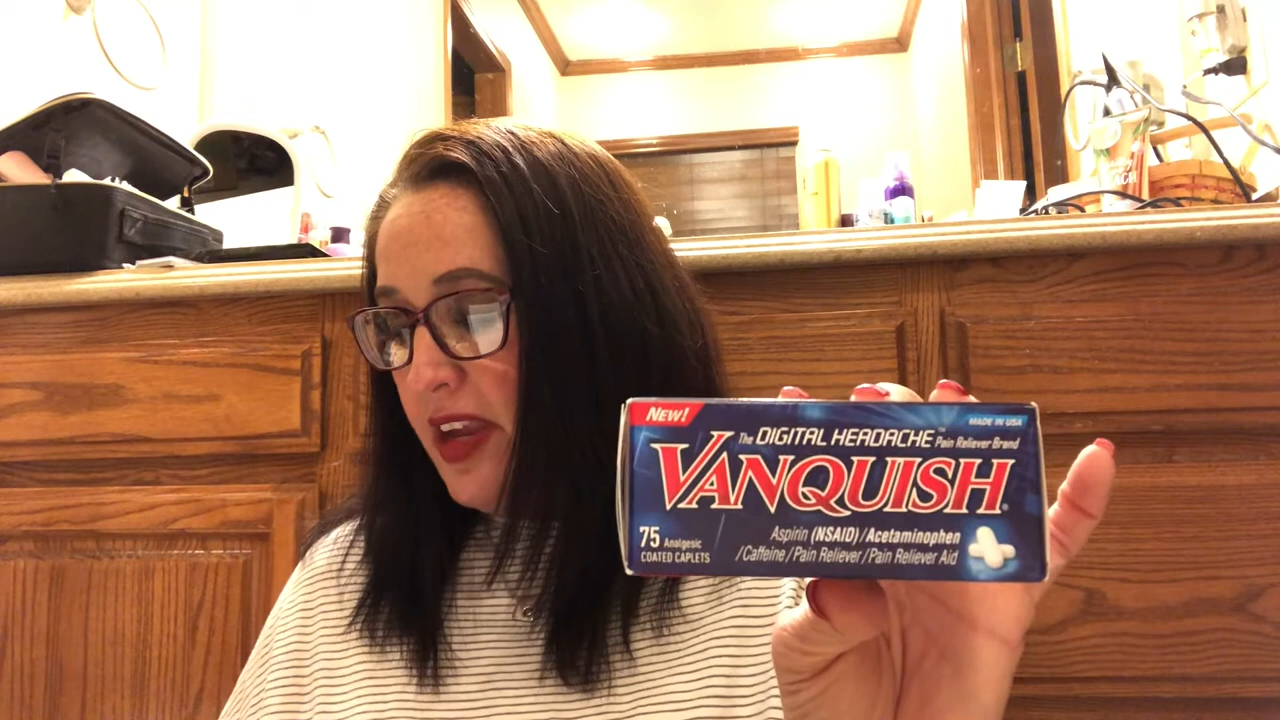 NEW!
MADE IN USA
The DIGITAL HEADACHE™ Pain Reliever Brand
VANQUISH®
75 Analgesic
COATED CAPLETS
Aspirin (NSAID)/Acetaminophen
/Caffeine/Pain Reliever/Pain Reliever Aid